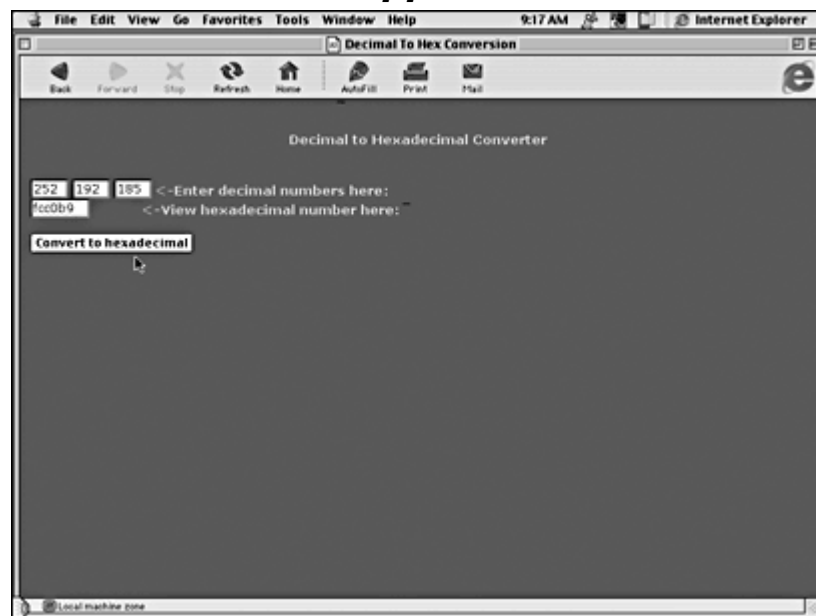 File Edit View Go Favorites Tools Window Help 9:17 AM Internet Explorer
Decimal To Hex Conversion
Back Forward Stop Refresh Home AutoFill Print Mail
Decimal to Hexadecimal Converter
252 192 185 <-Enter decimal numbers here:
fcc0b9 <-View hexadecimal number here:
Convert to hexadecimal
Local machine zone